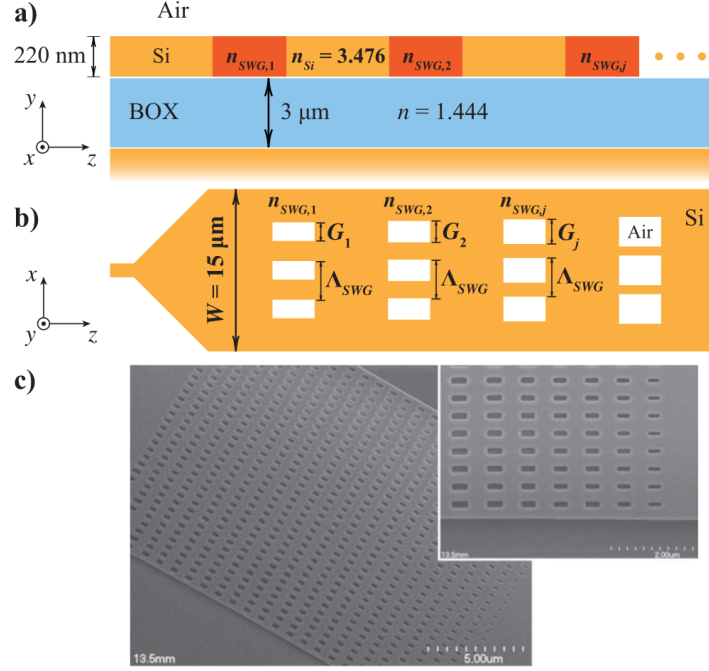 a)
Air
220 nm
Si
n_SWG,1
n_Si = 3.476
n_SWG,2
n_SWG,j
BOX
3 μm
n = 1.444
y
x
z
b)
n_SWG,1
n_SWG,2
n_SWG,j
Si
G_1
G_2
G_j
Air
W = 15 μm
Λ_SWG
Λ_SWG
Λ_SWG
x
y
z
c)
13.5mm
2.00um
13.5mm
5.00um